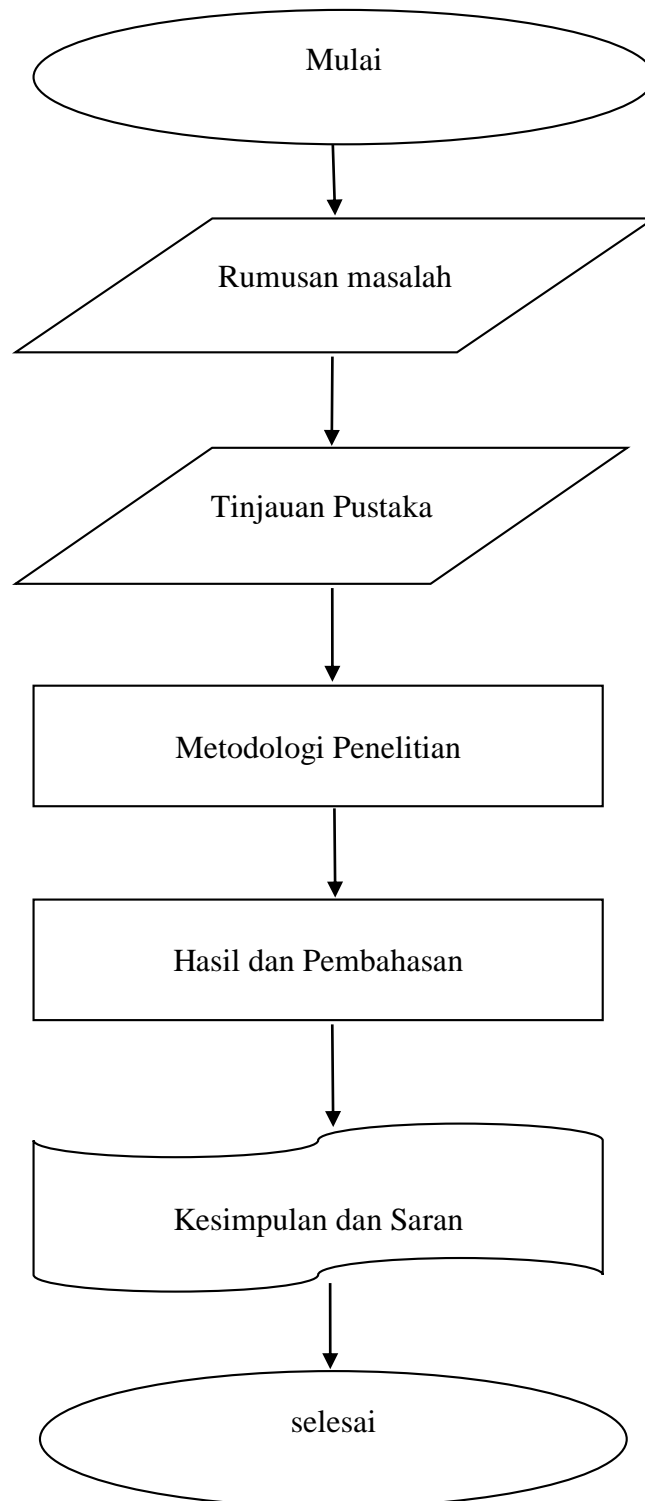 Mulai
Rumusan masalah
Tinjauan Pustaka
Metodologi Penelitian
Hasil dan Pembahasan
Kesimpulan dan Saran
selesai